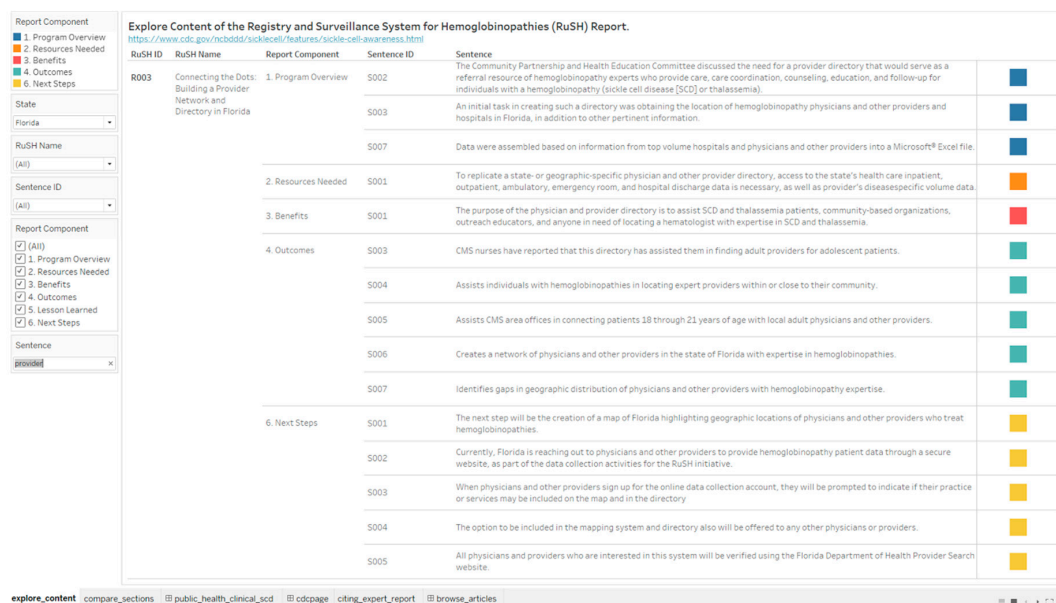 Report Component
1. Program Overview
2. Resources Needed
3. Benefits
4. Outcomes
6. Next Steps
State
Florida
RuSH Name
(All)
Sentence ID
(All)
Report Component
(All)
1. Program Overview
2. Resources Needed
3. Benefits
4. Outcomes
5. Lesson Learned
6. Next Steps
Sentence
provider
Explore Content of the Registry and Surveillance System for Hemoglobinopathies (RuSH) Report.
https://www.cdc.gov/ncbddd/sicklecell/features/sickle-cell-awareness.html
RuSH ID RuSH Name Report Component Sentence ID Sentence
R003 Connecting the Dots:
Building a Provider
Network and
Directory in Florida
1. Program Overview
S002 The Community Partnership and Health Education Committee discussed the need for a provider directory that would serve as a
referral resource of hemoglobinopathy experts who provide care, care coordination, counseling, education, and follow-up for
individuals with a hemoglobinopathy (sickle cell disease [SCD] or thalassemia).
S003 An initial task in creating such a directory was obtaining the location of hemoglobinopathy physicians and other providers and
hospitals in Florida, in addition to other pertinent information.
S007 Data were assembled based on information from top volume hospitals and physicians and other providers into a Microsoft® Excel file.
2. Resources Needed
S001 To replicate a state- or geographic-specific physician and other provider directory, access to the state's health care inpatient,
outpatient, ambulatory, emergency room, and hospital discharge data is necessary, as well as provider's diseasespecific volume data.
3. Benefits
S001 The purpose of the physician and provider directory is to assist SCD and thalassemia patients, community-based organizations,
outreach educators, and anyone in need of locating a hematologist with expertise in SCD and thalassemia.
4. Outcomes
S003 CMS nurses have reported that this directory has assisted them in finding adult providers for adolescent patients.
S004 Assists individuals with hemoglobinopathies in locating expert providers within or close to their community.
S005 Assists CMS area offices in connecting patients 18 through 21 years of age with local adult physicians and other providers.
S006 Creates a network of physicians and other providers in the state of Florida with expertise in hemoglobinopathies.
S007 Identifies gaps in geographic distribution of physicians and other providers with hemoglobinopathy expertise.
6. Next Steps
S001 The next step will be the creation of a map of Florida highlighting geographic locations of physicians and other providers who treat
hemoglobinopathies.
S002 Currently, Florida is reaching out to physicians and other providers to provide hemoglobinopathy patient data through a secure
website, as part of the data collection activities for the RuSH initiative.
S003 When physicians and other providers sign up for the online data collection account, they will be prompted to indicate if their practice
or services may be included on the map and in the directory
S004 The option to be included in the mapping system and directory also will be offered to any other physicians or providers.
S005 All physicians and providers who are interested in this system will be verified using the Florida Department of Health Provider Search
website.
explore_content compare_sections public_health_clinical_scd cdcpage citing_expert_report browse_articles